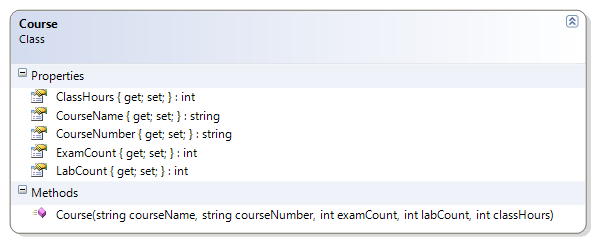 Course
Class
Properties
ClassHours { get; set; } : int
CourseName { get; set; } : string
CourseNumber { get; set; } : string
ExamCount { get; set; } : int
LabCount { get; set; } : int
Methods
Course(string courseName, string courseNumber, int examCount, int labCount, int classHours)